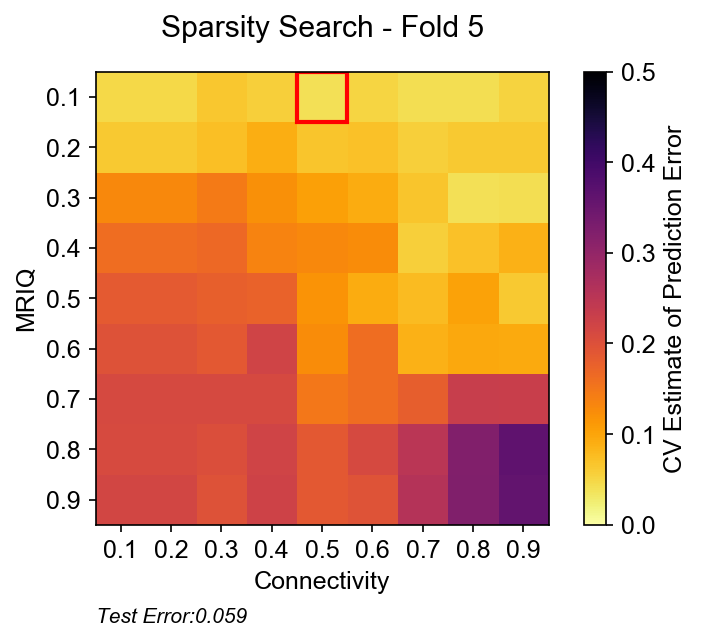 Sparsity Search - Fold 5
0.1
0.2
0.3
0.4
0.5
0.6
0.7
0.8
0.9
MRIQ
0.1 0.2 0.3 0.4 0.5 0.6 0.7 0.8 0.9
Connectivity
Test Error:0.059
0.5
0.4
0.3
0.2
0.1
0.0
CV Estimate of Prediction Error